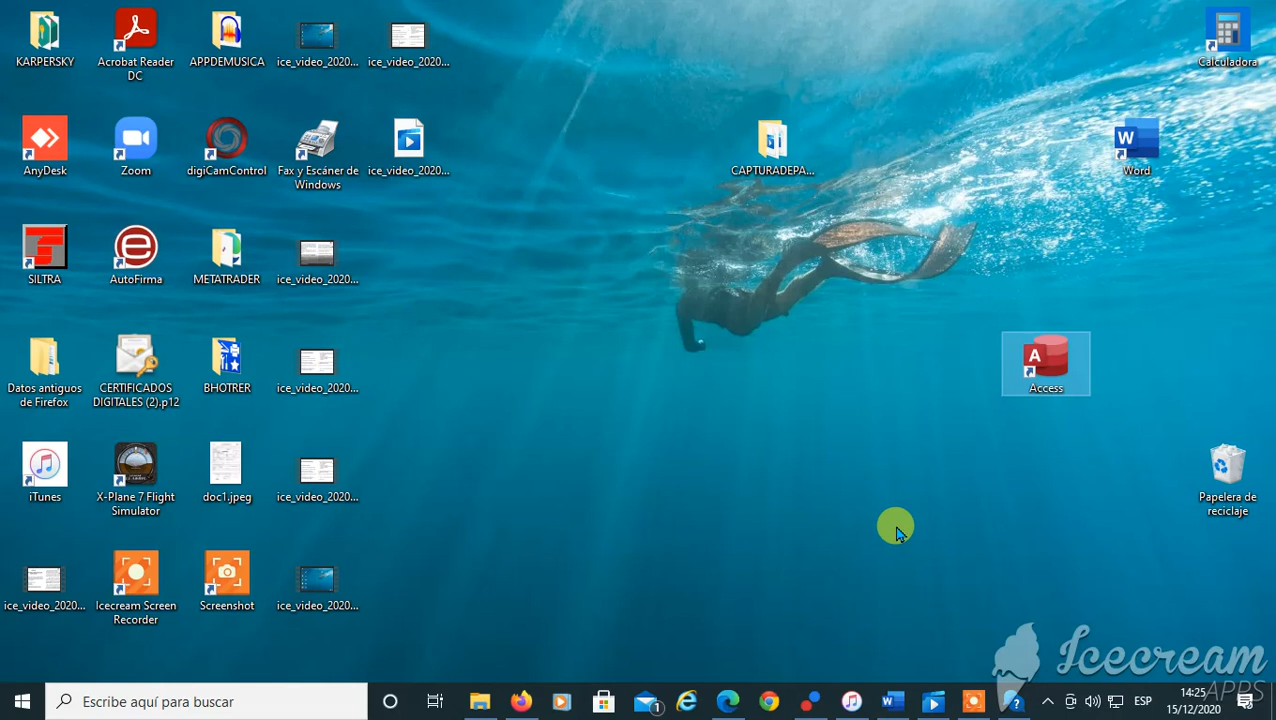 KARPERSKY
Acrobat Reader
DC
APPDEMUSICA
ice_video_2020...
ice_video_2020...
Calculadora
AnyDesk
Zoom
digiCamControl
Fax y Escáner de
Windows
ice_video_2020...
CAPTURADEPA...
W
Word
SILTRA
AutoFirma
METATRADER
ice_video_2020...
Datos antiguos
de Firefox
CERTIFICADOS
DIGITALES (2).p12
BHOTRER
ice_video_2020...
A
Access
iTunes
X-Plane 7 Flight
Simulator
doc1.jpeg
ice_video_2020...
Papelera de
reciclaje
ice_video_2020...
Icecream Screen
Recorder
Screenshot
ice_video_2020...
Icecream
APPS
Escribe aquí para buscar
1
ESP
14:25
15/12/2020